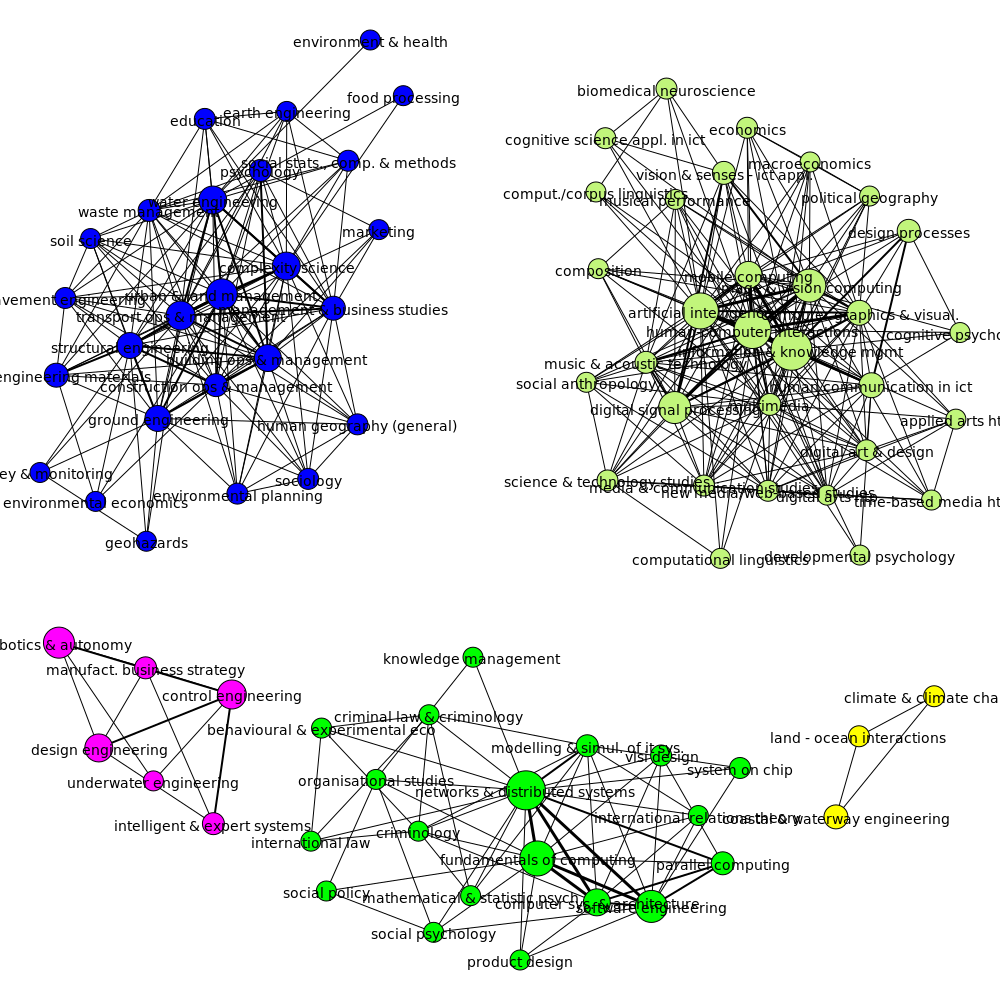 environment & health
food processing
education
earth engineering
social stats., comp. & methods
psychology
water engineering
waste management
marketing
soil science
complexity science
urban & land management
pavement engineering
management & business studies
transport ops & management
structural engineering
building ops & management
engineering materials
construction ops & management
ground engineering
human geography (general)
ey & monitoring
sociology
environmental planning
environmental economics
geohazards
biomedical neuroscience
economics
cognitive science appl. in ict
macroeconomics
vision & senses - ict appl.
comput./corpus linguistics
musical performance
political geography
design processes
composition
mobile computing
image & vision computing
artificial intelligence
computer graphics & visual.
human-computer interactions
cognitive psycho
information & knowledge mgmt
music & acoustic technology
social anthropology
human communication in ict
multimedia
digital signal processing
applied arts ht
digital art & design
science & technology studies
media & communication studies
new media/web-based studies
digital arts htp
time-based media ht
computational linguistics
developmental psychology
botics & autonomy
manufact. business strategy
control engineering
design engineering
underwater engineering
intelligent & expert systems
knowledge management
criminal law & criminology
behavioural & experimental eco
modelling & simul. of it sys.
vlsi design
system on chip
organisational studies
networks & distributed systems
international relations theory
criminology
international law
fundamentals of computing
parallel computing
social policy
mathematical & statistic psych
computer sys. & architecture
software engineering
social psychology
product design
climate & climate cha
land - ocean interactions
coastal & waterway engineering